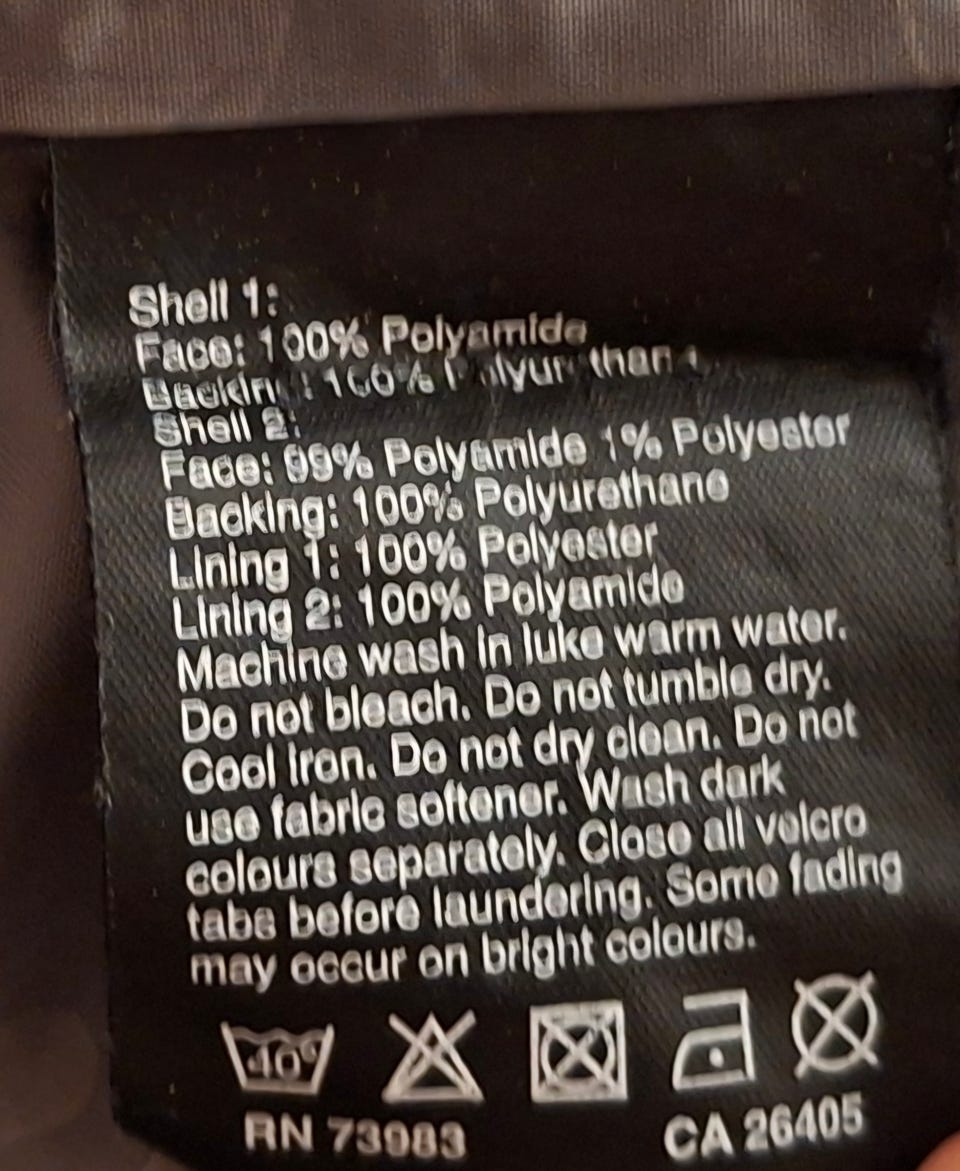 Shell 1:
Face: 100% Polyamide
Backing: 100% Polyurethane
Shell 2:
Face: 99% Polyamide 1% Polyester
Backing: 100% Polyurethane
Lining 1: 100% Polyester
Lining 2: 100% Polyamide
Machine wash in luke warm water.
Do not bleach. Do not tumble dry.
Cool iron. Do not dry clean. Do not
use fabric softener. Wash dark
colours separately. Close all velcro
tabs before laundering. Some fading
may occur on bright colours.
40°
RN 73983 CA 26405